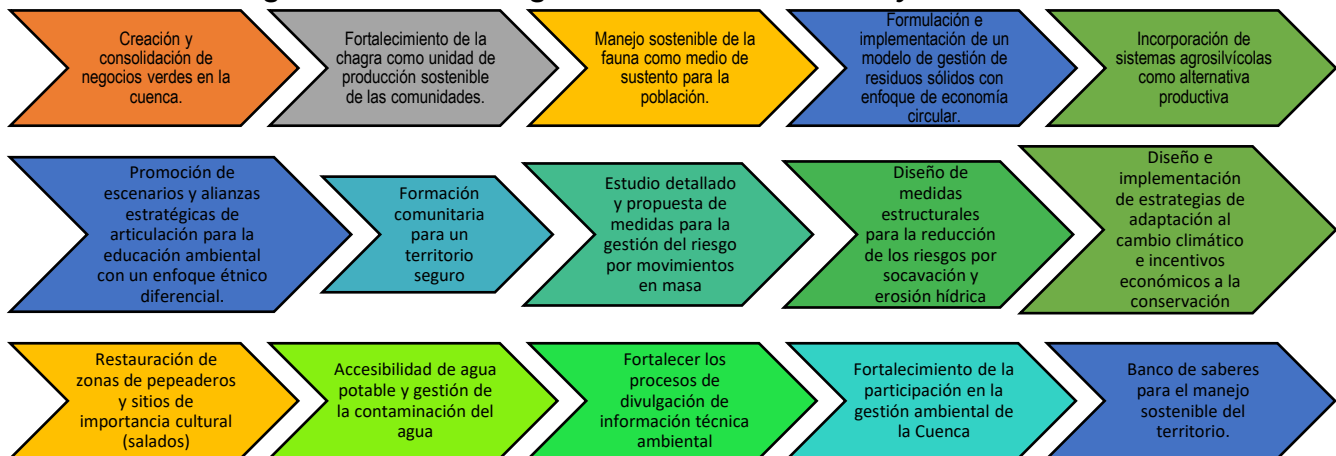 Creación y
consolidación de
negocios verdes en la
cuenca.
Fortalecimiento de la
chagra como unidad de
producción sostenible
de las comunidades.
Manejo sostenible de la
fauna como medio de
sustento para la
población.
Formulación e
implementación de un
modelo de gestión de
residuos sólidos con
enfoque de economía
circular.
Incorporación de
sistemas agrosilvícolas
como alternativa
productiva
Promoción de
escenarios y alianzas
estratégicas de
articulación para la
educación ambiental
con un enfoque étnico
diferencial.
Formación
comunitaria
para un
territorio
seguro
Estudio detallado
y propuesta de
medidas para la
gestión del riesgo
por movimientos
en masa
Diseño de
medidas
estructurales
para la reducción
de los riesgos por
socavación y
erosión hídrica
Diseño e
implementación
de estrategias de
adaptación al
cambio climático
e incentivos
económicos a la
conservación
Restauración de
zonas de pepeaderos
y sitios de
importancia cultural
(salados)
Accesibilidad de agua
potable y gestión de
la contaminación del
agua
Fortalecer los
procesos de
divulgación de
información técnica
ambiental
Fortalecimiento de la
participación en la
gestión ambiental de
la Cuenca
Banco de saberes
para el manejo
sostenible del
territorio.